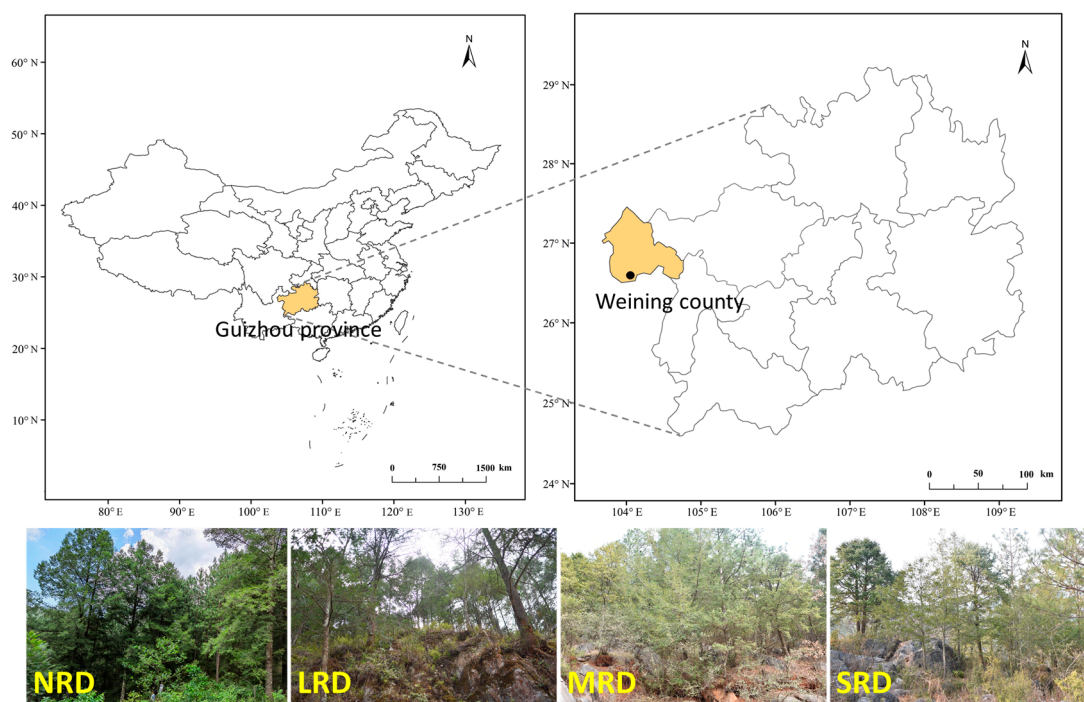 N
60° N
50° N
40° N
30° N
20° N
10° N
Guizhou province
0 750 1500 km
80° E 90° E 100° E 110° E 120° E 130° E
N
29° N
28° N
27° N
26° N
25° N
24° N
Weining county
0 50 100 km
104° E 105° E 106° E 107° E 108° E 109° E
NRD
LRD
MRD
SRD